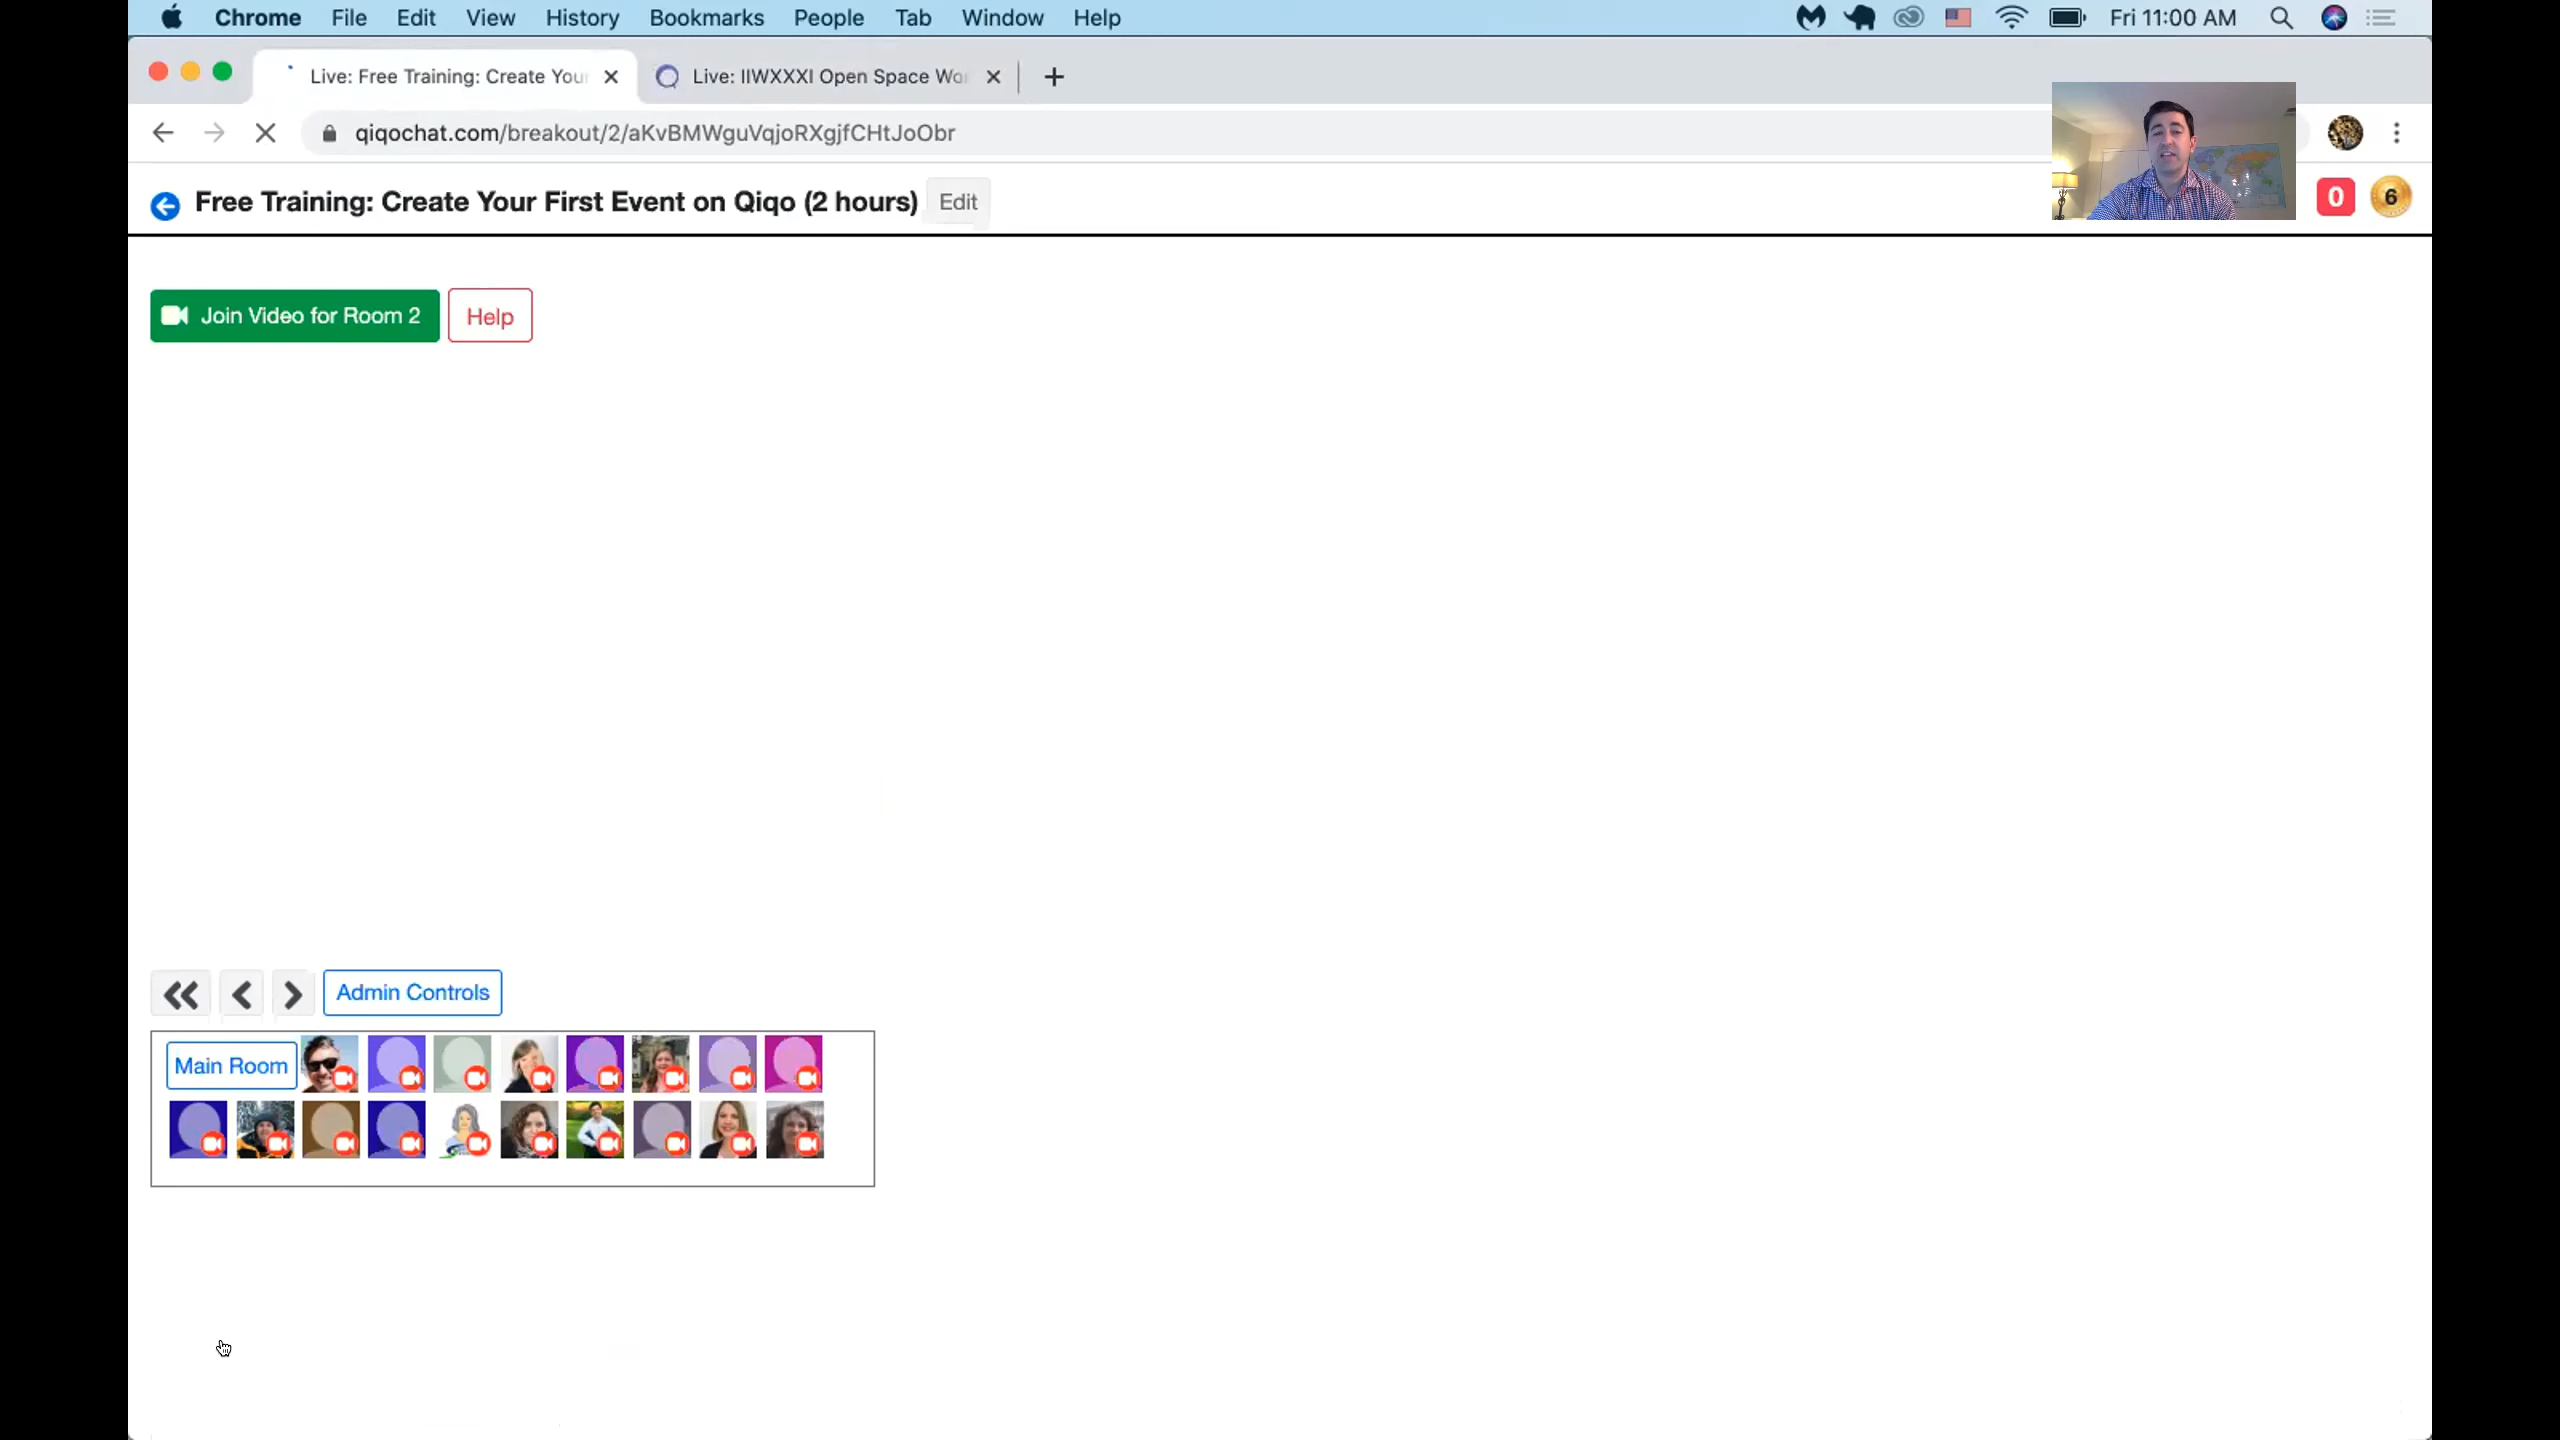 Chrome File Edit View History Bookmarks People Tab Window Help Fri 11:00 AM
Live: Free Training: Create Your Live: IIWXXXI Open Space Wor
qiqochat.com/breakout/2/aKvBMWguVqjoRXgjfCHtJoObr
Free Training: Create Your First Event on Qiqo (2 hours) Edit 0 6
Join Video for Room 2 Help
Admin Controls
Main Room